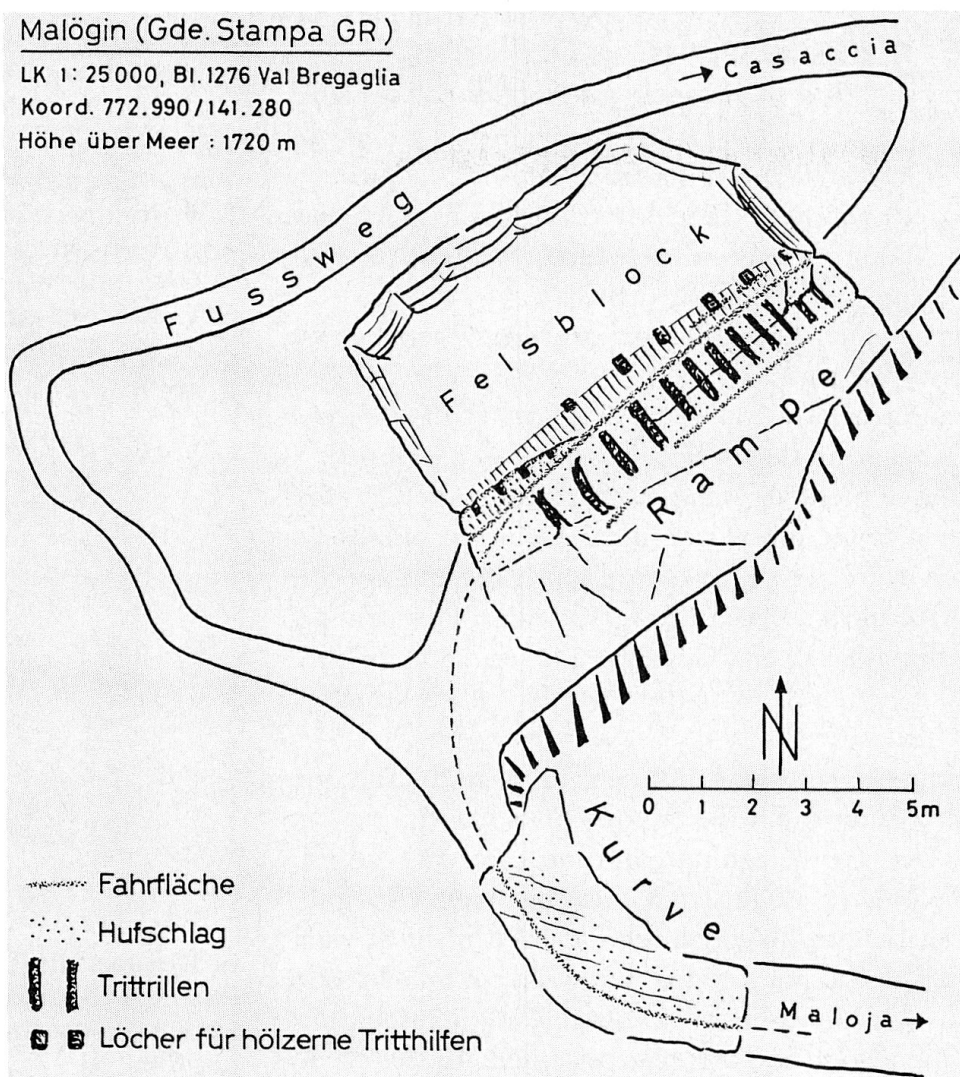 Malögin (Gde. Stampa GR)
LK 1:25000, Bl.1276 Val Bregaglia
Koord. 772.990/141.280
Höhe über Meer : 1720 m
→ Casaccia
Fussweg
Felsblock
Rampe
N
0 1 2 3 4 5m
Kurve
Fahrfläche
Hufschlag
Trittrillen
Löcher für hölzerne Tritthilfen
Maloja →